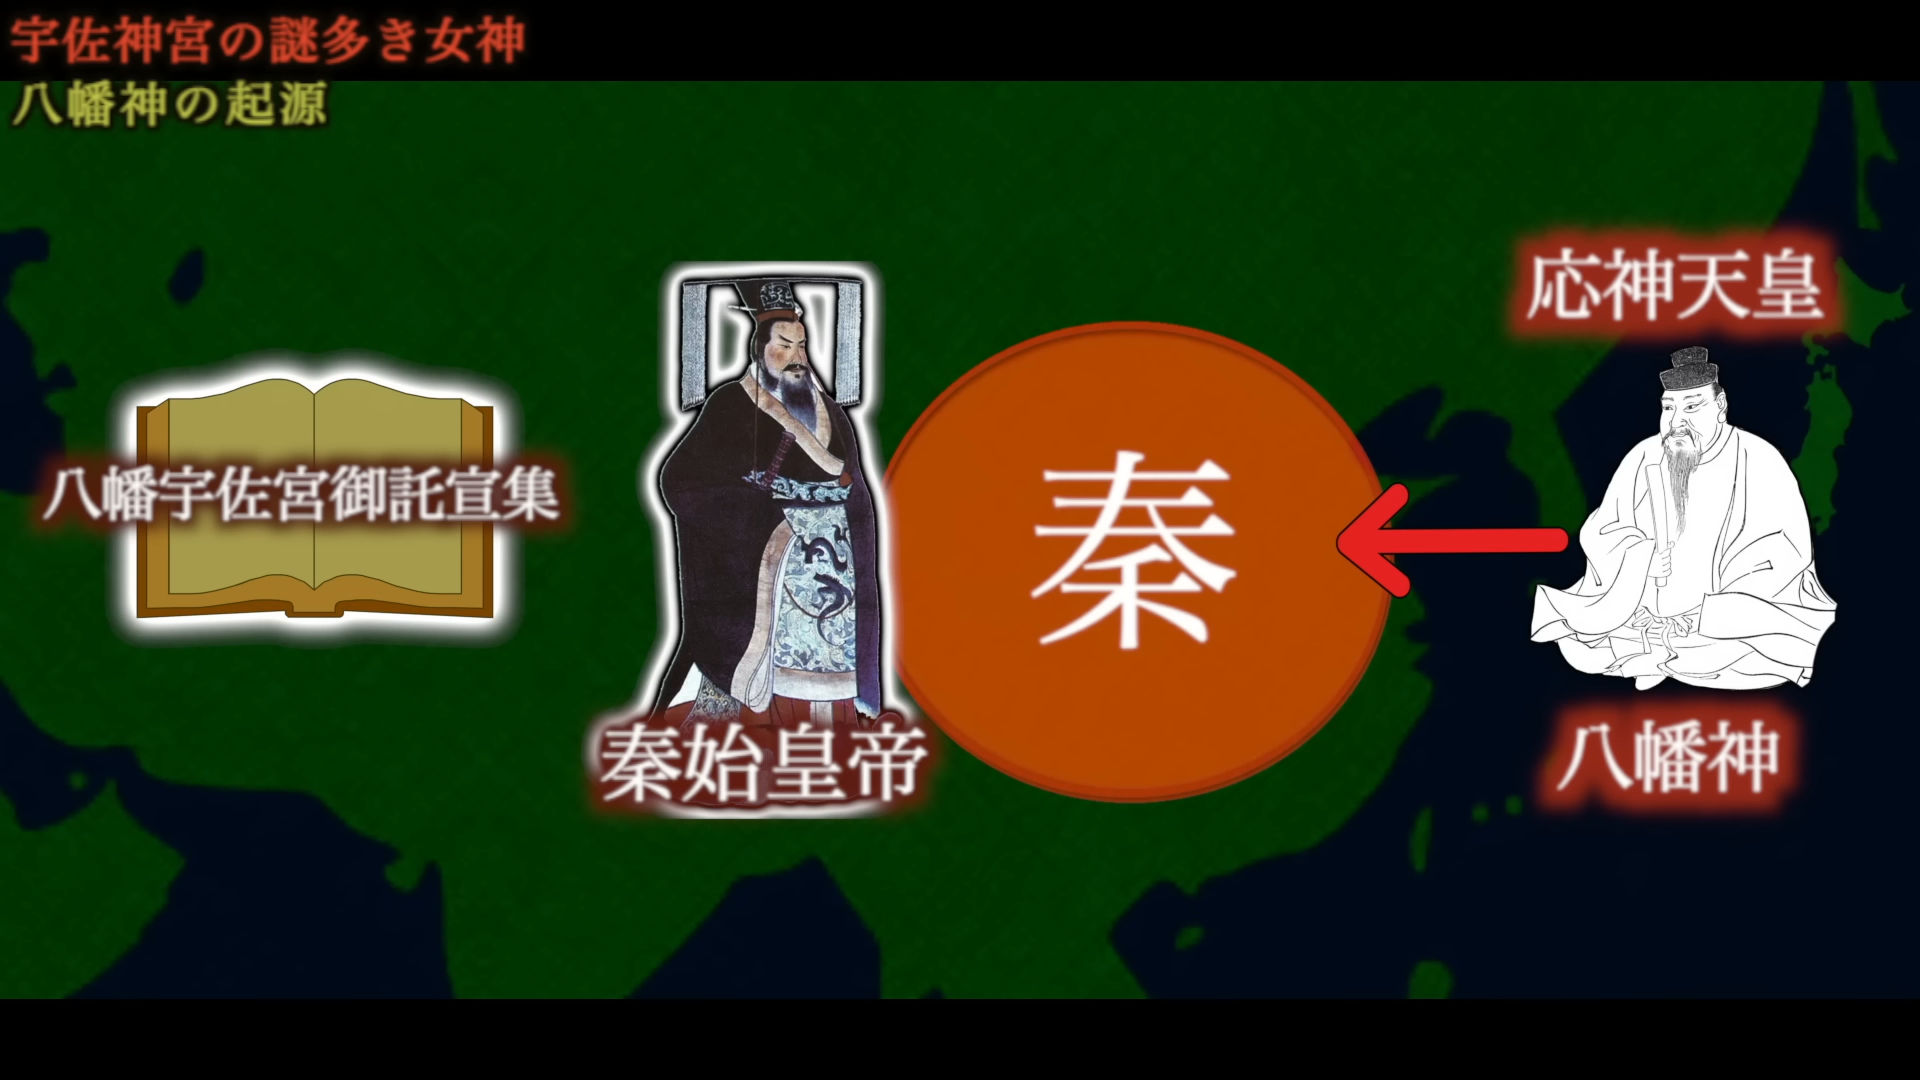 宇佐神宮の謎多き女神
八幡神の起源
八幡宇佐宮御託宣集
秦始皇帝
秦
応神天皇
八幡神